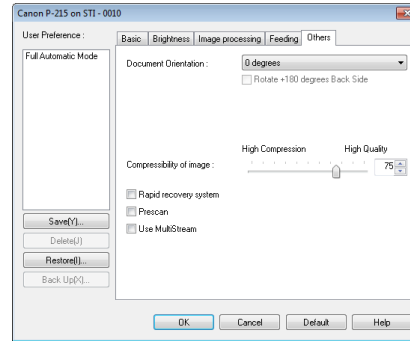 Canon P-215 on STI - 0010
User Preference :
Full Automatic Mode
Save(Y)...
Delete(J)
Restore(I)...
Back Up(X)...
Basic
Brightness
Image processing
Feeding
Others
Document Orientation :
0 degrees
Rotate +180 degrees Back Side
High Compression
High Quality
Compressibility of image :
75
Rapid recovery system
Prescan
Use MultiStream
OK
Cancel
Default
Help